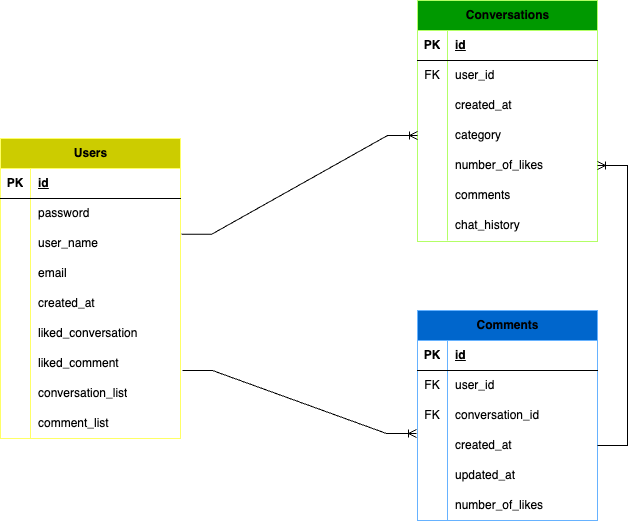 Conversations
PK id
FK user_id
created_at
category
number_of_likes
comments
chat_history
Users
PK id
password
user_name
email
created_at
liked_conversation
liked_comment
conversation_list
comment_list
Comments
PK id
FK user_id
FK conversation_id
created_at
updated_at
number_of_likes